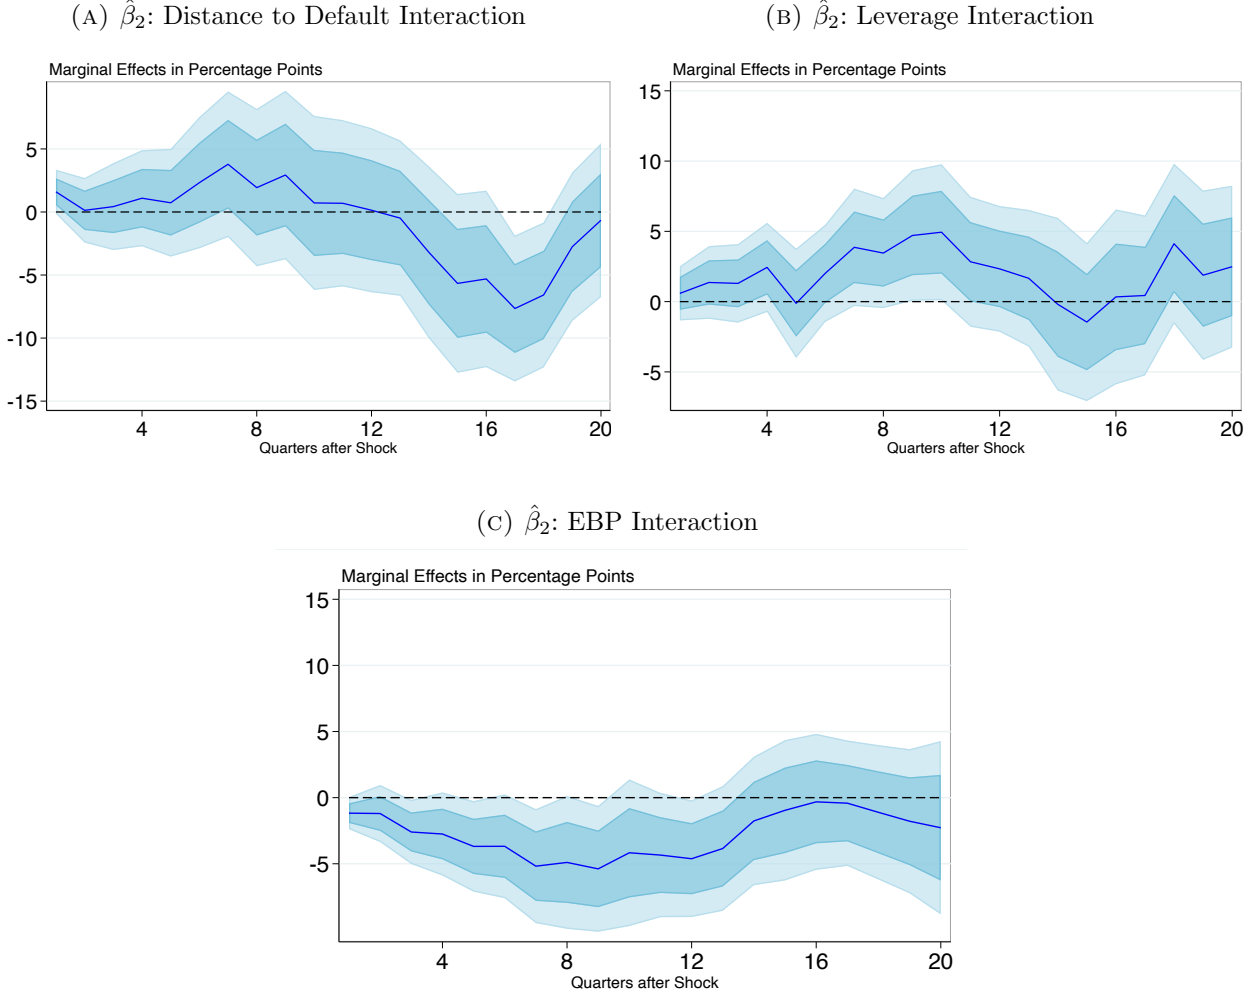 (A) β̂₂: Distance to Default Interaction
Marginal Effects in Percentage Points
5
0
-5
-10
-15
4 8 12 16 20
Quarters after Shock
(B) β̂₂: Leverage Interaction
Marginal Effects in Percentage Points
15
10
5
0
-5
4 8 12 16 20
Quarters after Shock
(C) β̂₂: EBP Interaction
Marginal Effects in Percentage Points
15
10
5
0
-5
4 8 12 16 20
Quarters after Shock